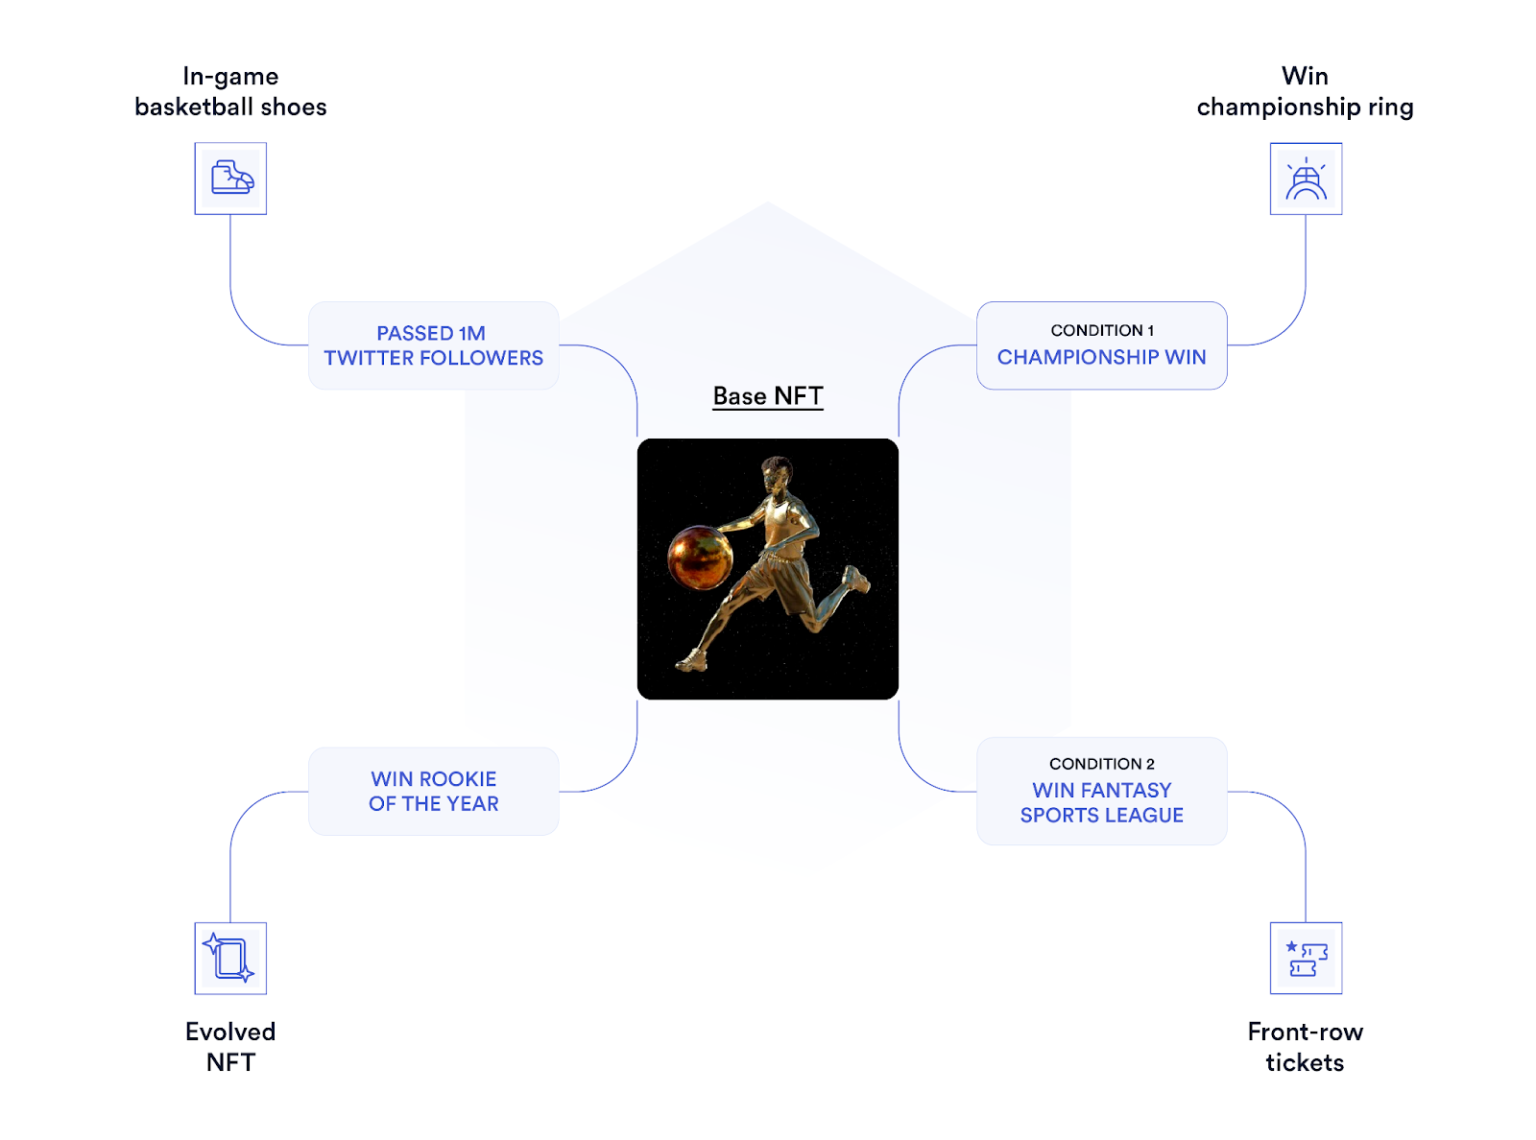 In-game
basketball shoes
Win
championship ring
PASSED 1M
TWITTER FOLLOWERS
CONDITION 1
CHAMPIONSHIP WIN
Base NFT
WIN ROOKIE
OF THE YEAR
CONDITION 2
WIN FANTASY
SPORTS LEAGUE
Evolved
NFT
Front-row
tickets